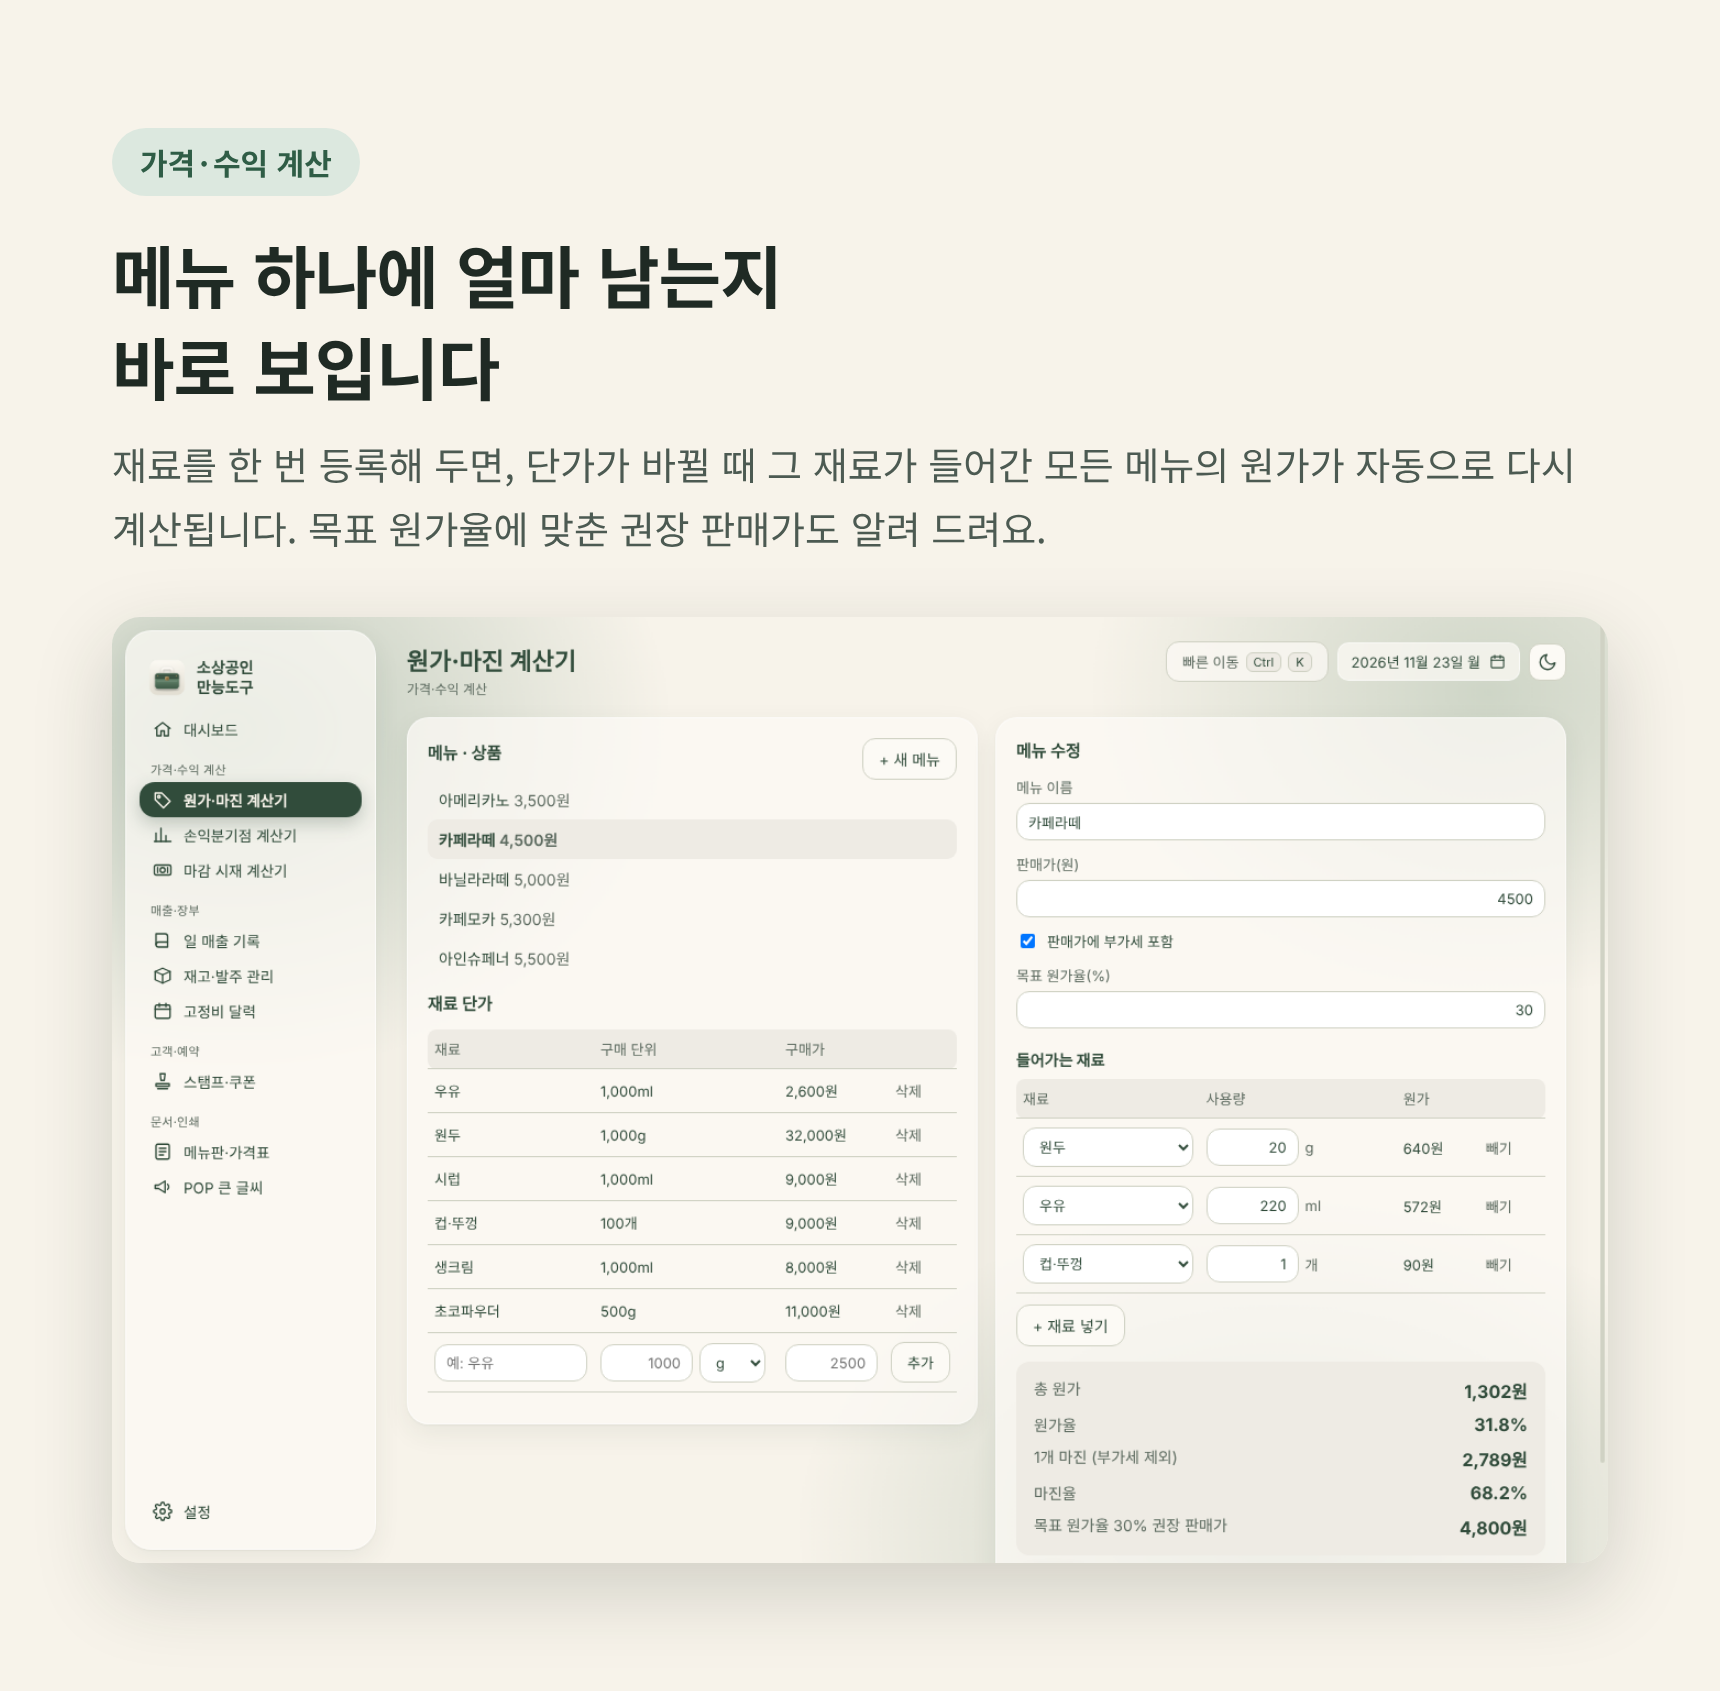 가격·수익 계산
메뉴 하나에 얼마 남는지
바로 보입니다
재료를 한 번 등록해 두면, 단가가 바뀔 때 그 재료가 들어간 모든 메뉴의 원가가 자동으로 다시
계산됩니다. 목표 원가율에 맞춘 권장 판매가도 알려 드려요.
소상공인
만능도구
대시보드
가격·수익 계산
원가·마진 계산기
손익분기점 계산기
마감 시재 계산기
매출·장부
일 매출 기록
재고·발주 관리
고정비 달력
고객·예약
스탬프·쿠폰
문서·인쇄
메뉴판·가격표
POP 큰 글씨
설정
원가·마진 계산기
가격·수익 계산
빠른 이동 Ctrl K
2026년 11월 23일 월
메뉴 · 상품
+ 새 메뉴
아메리카노 3,500원
카페라떼 4,500원
바닐라라떼 5,000원
카페모카 5,300원
아인슈페너 5,500원
재료 단가
재료 구매 단위 구매가
우유 1,000ml 2,600원 삭제
원두 1,000g 32,000원 삭제
시럽 1,000ml 9,000원 삭제
컵·뚜껑 100개 9,000원 삭제
생크림 1,000ml 8,000원 삭제
초코파우더 500g 11,000원 삭제
예: 우유 1000 g 2500 추가
메뉴 수정
메뉴 이름
카페라떼
판매가(원)
4500
판매가에 부가세 포함
목표 원가율(%)
30
들어가는 재료
재료 사용량 원가
원두 20 g 640원 빼기
우유 220 ml 572원 빼기
컵·뚜껑 1 개 90원 빼기
+ 재료 넣기
총 원가 1,302원
원가율 31.8%
1개 마진 (부가세 제외) 2,789원
마진율 68.2%
목표 원가율 30% 권장 판매가 4,800원